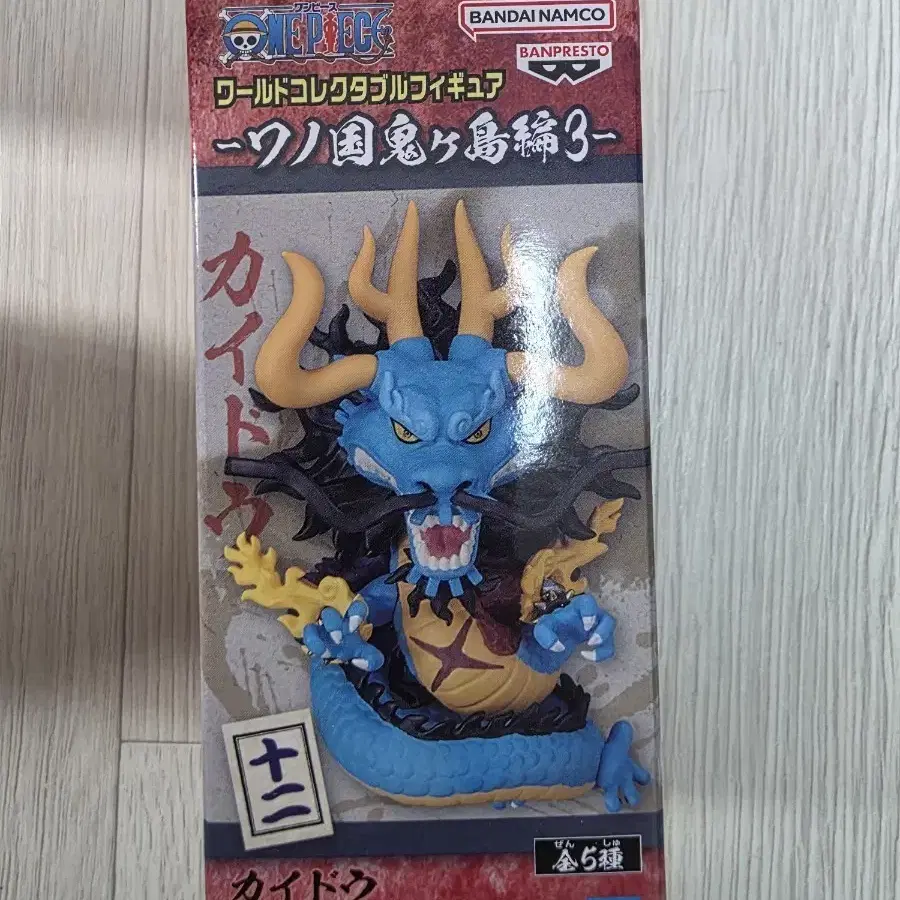 ワンピース
ONE PIECE
BANDAI NAMCO
BANPRESTO
ワールドコレクタブルフィギュア
-ワノ国鬼ヶ島編3-
カイドウ
十二
ぜん しゅ
全5種
カイドウ